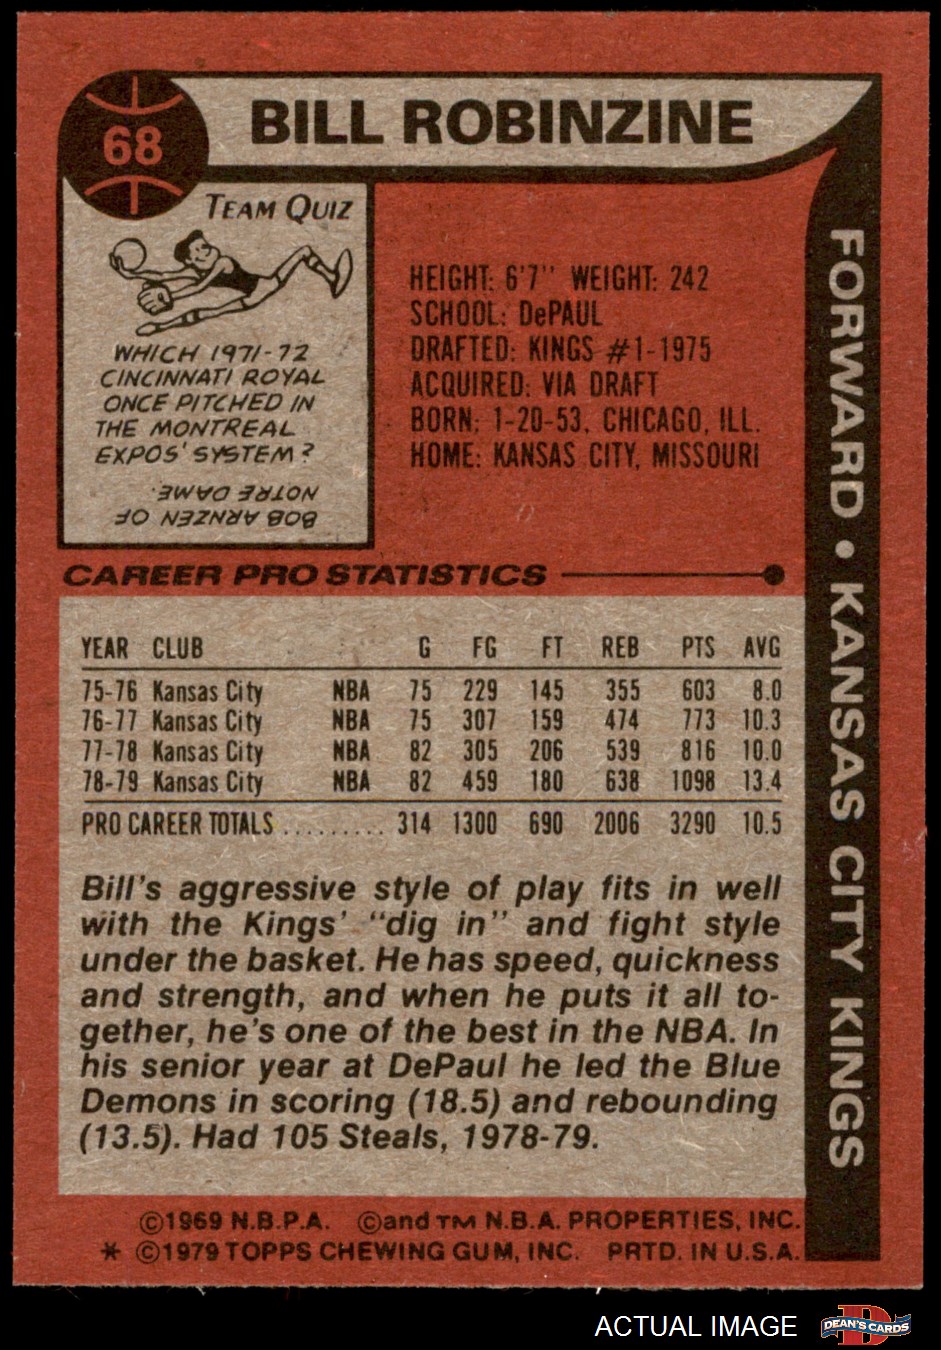 68
BILL ROBINZINE
TEAM QUIZ
WHICH 1971-72
CINCINNATI ROYAL
ONCE PITCHED IN
THE MONTREAL
EXPOS' SYSTEM?
BOB ARNZEN OF
NOTRE DAME.
HEIGHT: 6'7" WEIGHT: 242
SCHOOL: DePAUL
DRAFTED: KINGS #1-1975
ACQUIRED: VIA DRAFT
BORN: 1-20-53, CHICAGO, ILL.
HOME: KANSAS CITY, MISSOURI
FORWARD • KANSAS CITY KINGS
CAREER PRO STATISTICS
YEAR CLUB G FG FT REB PTS AVG
75-76 Kansas City NBA 75 229 145 355 603 8.0
76-77 Kansas City NBA 75 307 159 474 773 10.3
77-78 Kansas City NBA 82 305 206 539 816 10.0
78-79 Kansas City NBA 82 459 180 638 1098 13.4
PRO CAREER TOTALS ......... 314 1300 690 2006 3290 10.5
Bill's aggressive style of play fits in well
with the Kings' "dig in" and fight style
under the basket. He has speed, quickness
and strength, and when he puts it all to-
gether, he's one of the best in the NBA. In
his senior year at DePaul he led the Blue
Demons in scoring (18.5) and rebounding
(13.5). Had 105 Steals, 1978-79.
©1969 N.B.P.A. ©and TM N.B.A. PROPERTIES, INC.
* ©1979 TOPPS CHEWING GUM, INC. PRTD. IN U.S.A.
ACTUAL IMAGE
D
DEAN'S CARDS